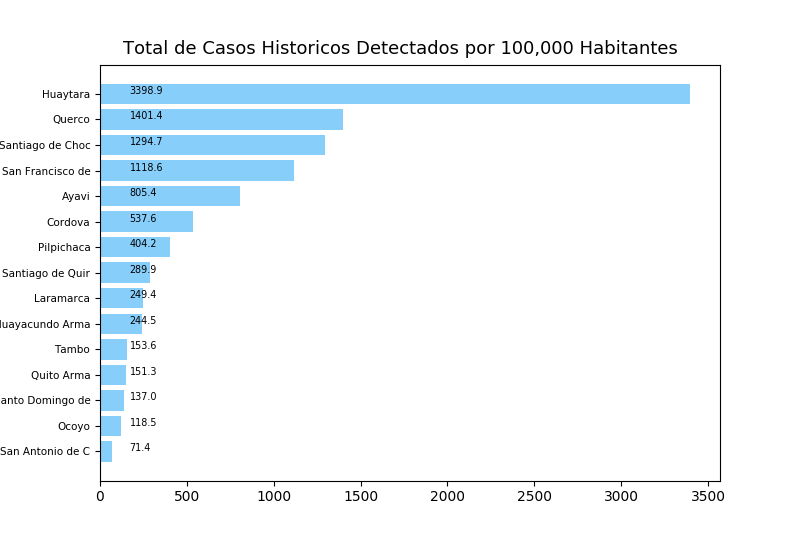 Total de Casos Historicos Detectados por 100,000 Habitantes
Huaytara 3398.9
Querco 1401.4
Santiago de Choc 1294.7
San Francisco de 1118.6
Ayavi 805.4
Cordova 537.6
Pilpichaca 404.2
Santiago de Quir 289.9
Laramarca 249.4
uayacundo Arma 244.5
Tambo 153.6
Quito Arma 151.3
anto Domingo de 137.0
Ocoyo 118.5
San Antonio de C 71.4
0 500 1000 1500 2000 2500 3000 3500